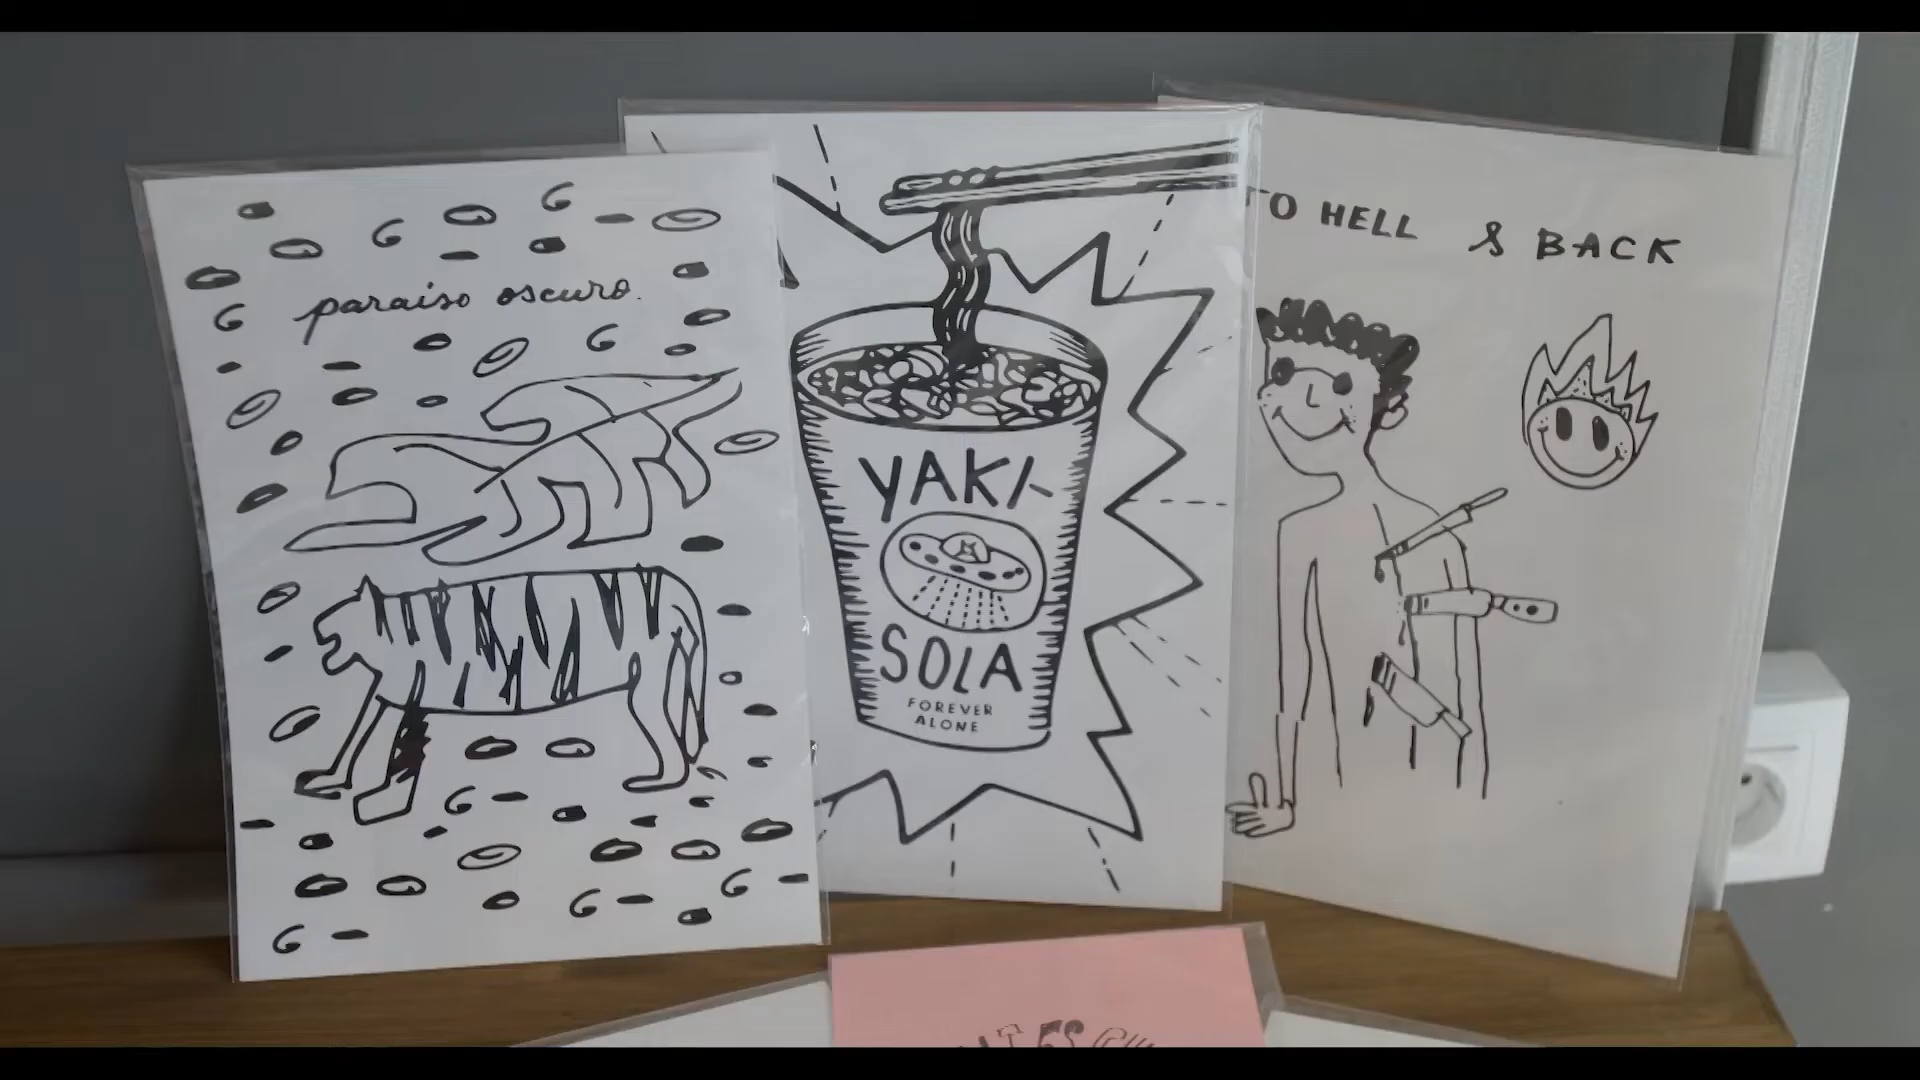 paraiso oscuro.
YAKI-
SOLA
FOREVER
ALONE
TO HELL & BACK